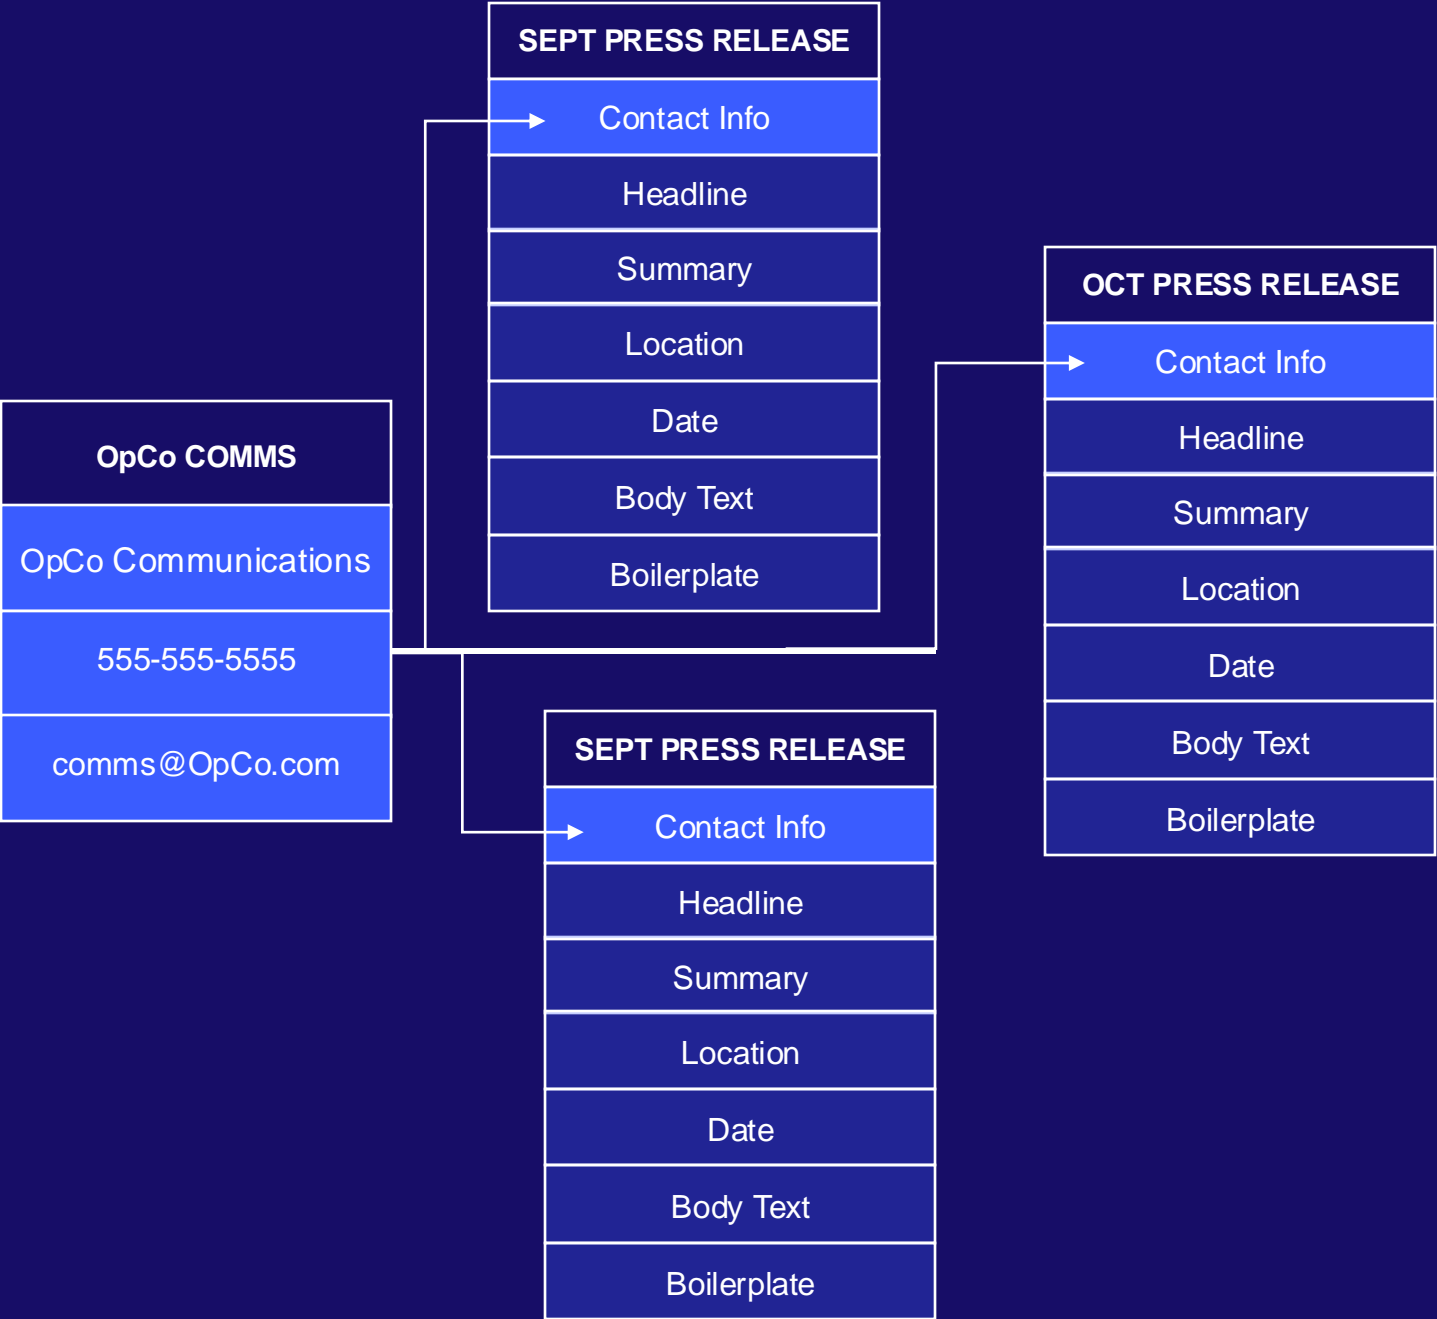 SEPT PRESS RELEASE
Contact Info
Headline
Summary
Location
Date
Body Text
Boilerplate
OCT PRESS RELEASE
Contact Info
Headline
Summary
Location
Date
Body Text
Boilerplate
OpCo COMMS
OpCo Communications
555-555-5555
comms@OpCo.com
SEPT PRESS RELEASE
Contact Info
Headline
Summary
Location
Date
Body Text
Boilerplate